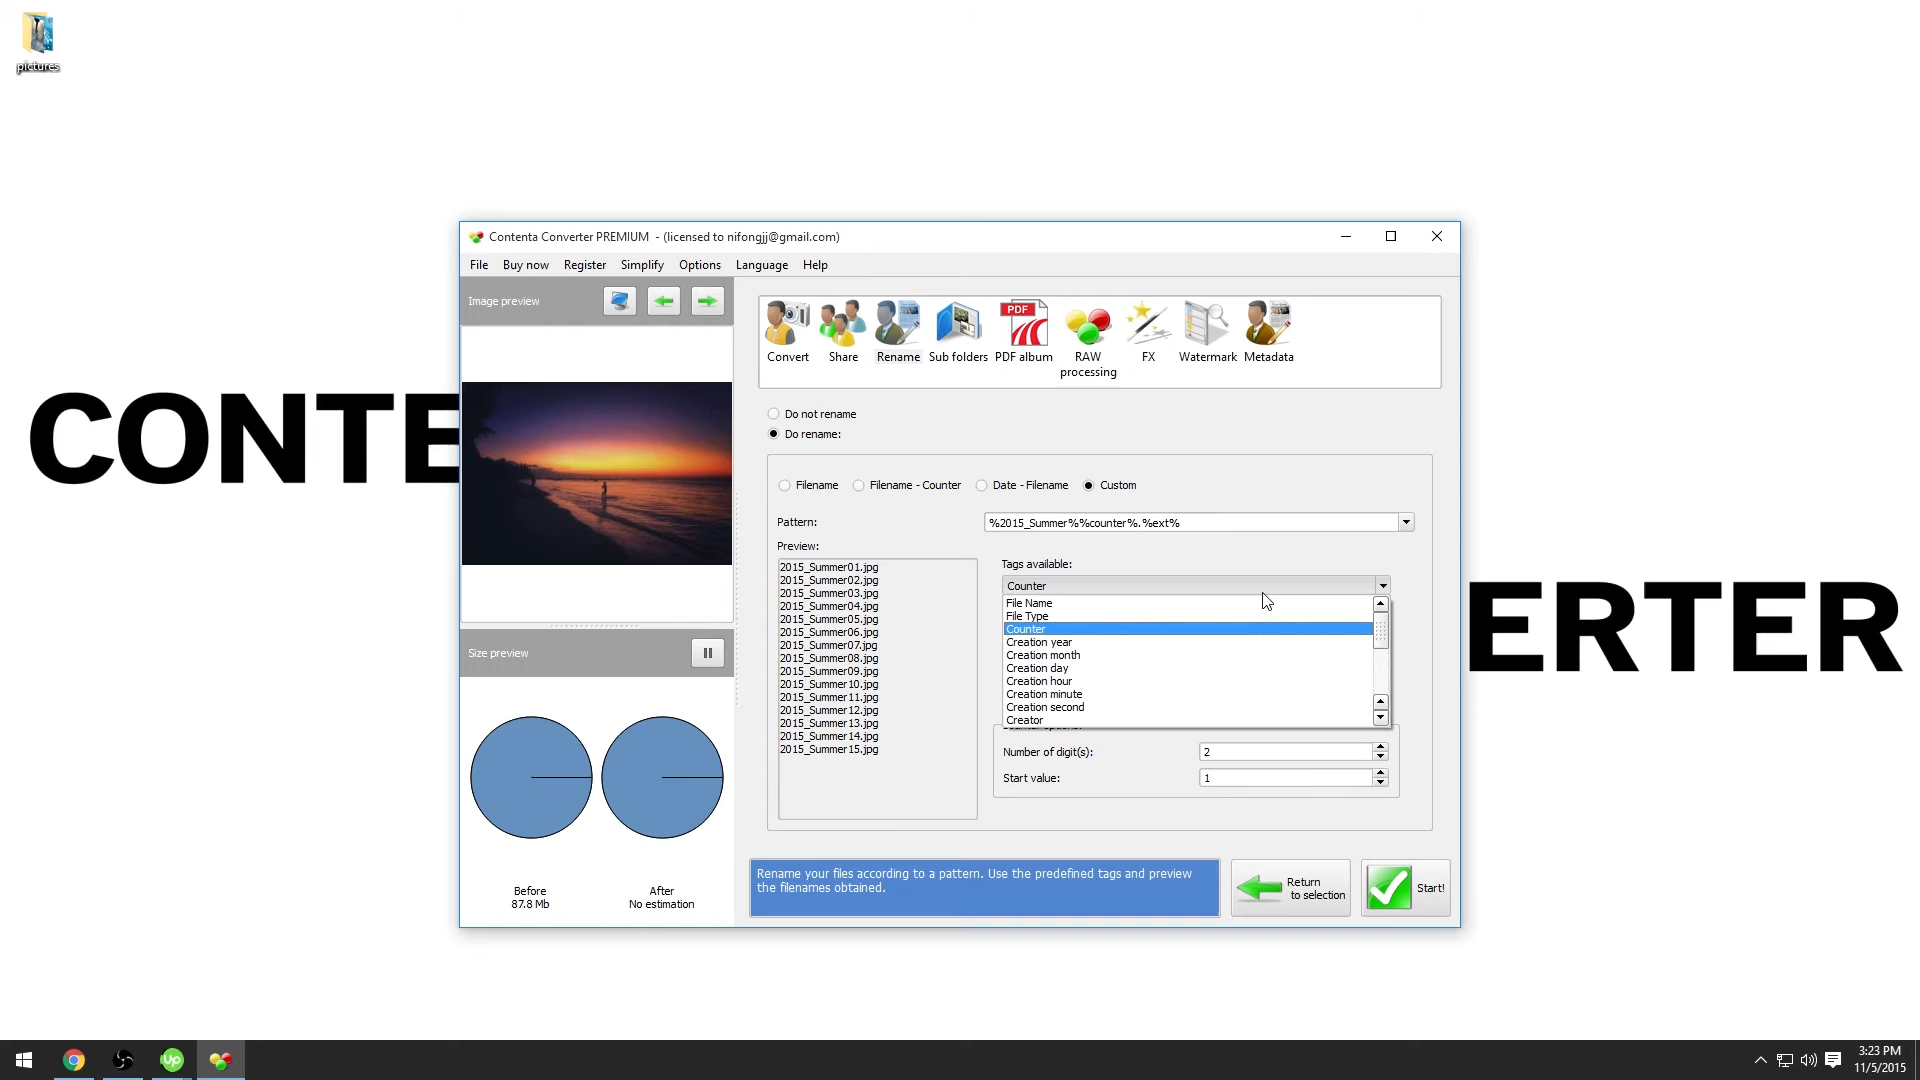 pictures
CONTE
ERTER
Contenta Converter PREMIUM - (licensed to nifongjj@gmail.com)
File Buy now Register Simplify Options Language Help
Image preview
Convert Share Rename Sub folders PDF album RAW processing FX Watermark Metadata
PDF
Do not rename
Do rename:
Filename Filename - Counter Date - Filename Custom
Pattern: %2015_Summer%%counter%.%ext%
Preview:
2015_Summer01.jpg
2015_Summer02.jpg
2015_Summer03.jpg
2015_Summer04.jpg
2015_Summer05.jpg
2015_Summer06.jpg
2015_Summer07.jpg
2015_Summer08.jpg
2015_Summer09.jpg
2015_Summer10.jpg
2015_Summer11.jpg
2015_Summer12.jpg
2015_Summer13.jpg
2015_Summer14.jpg
2015_Summer15.jpg
Tags available:
Counter
File Name
File Type
Counter
Creation year
Creation month
Creation day
Creation hour
Creation minute
Creation second
Creator
Number of digit(s): 2
Start value: 1
Size preview
Before
87.8 Mb
After
No estimation
Rename your files according to a pattern. Use the predefined tags and preview
the filenames obtained.
Return
to selection
Start!
Up
3:23 PM
11/5/2015